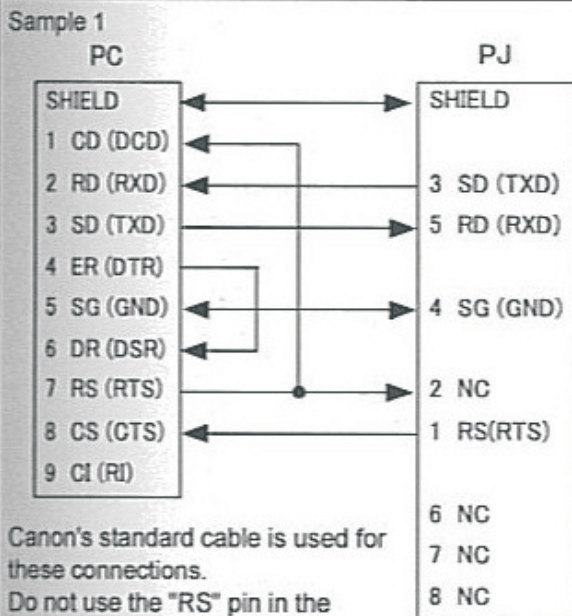 Sample 1
PC
PJ
SHIELD
SHIELD
1 CD (DCD)
2 RD (RXD)
3 SD (TXD)
3 SD (TXD)
5 RD (RXD)
4 ER (DTR)
5 SG (GND)
4 SG (GND)
6 DR (DSR)
7 RS (RTS)
2 NC
8 CS (CTS)
1 RS(RTS)
9 CI (RI)
6 NC
7 NC
8 NC
Canon's standard cable is used for
these connections.
Do not use the "RS" pin in the